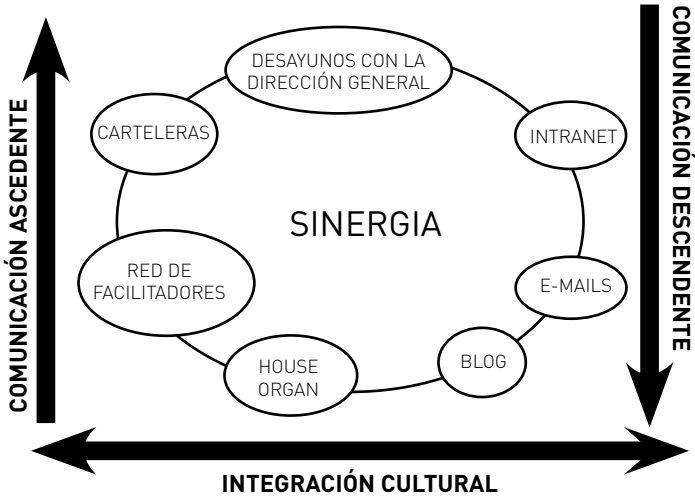 DESAYUNOS CON LA
DIRECCIÓN GENERAL
CARTELERAS
INTRANET
SINERGIA
RED DE
FACILITADORES
E-MAILS
HOUSE
ORGAN
BLOG
COMUNICACIÓN ASCEDENTE
COMUNICACIÓN DESCENDENTE
INTEGRACIÓN CULTURAL